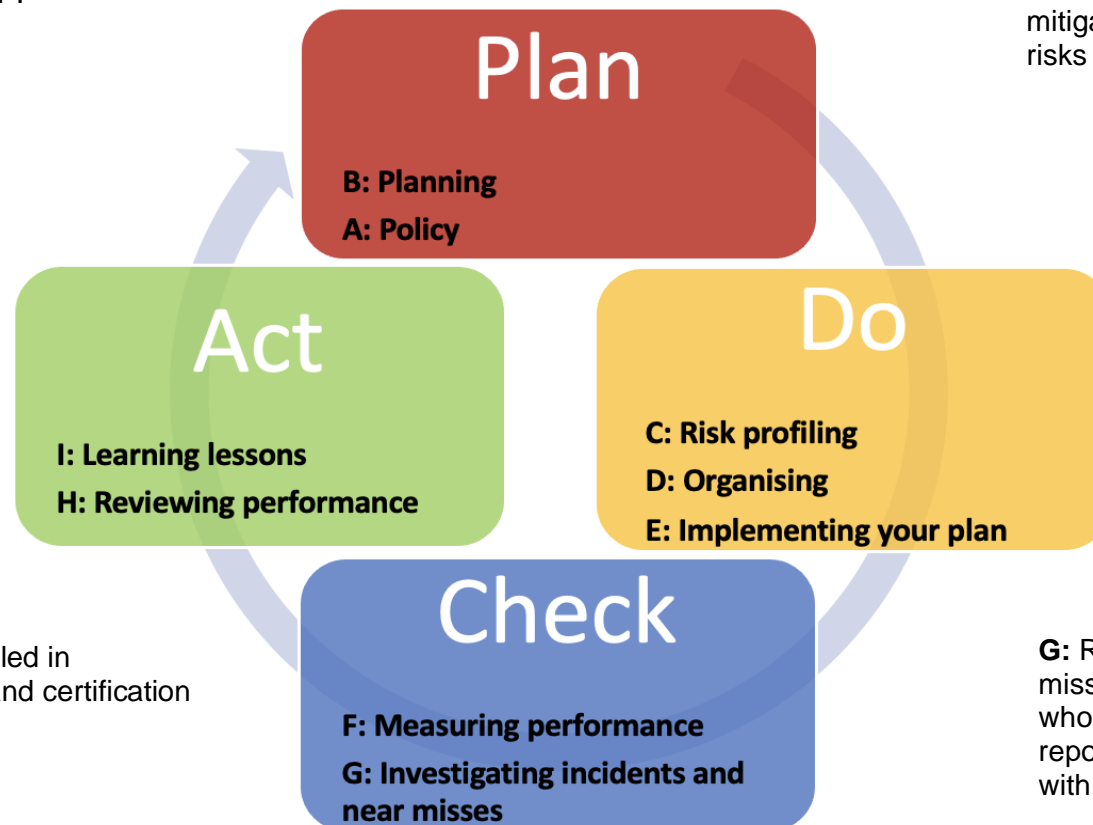 mitiga
risks
Plan
B: Planning
A: Policy
Act
I: Learning lessons
H: Reviewing performance
Do
C: Risk profiling
D: Organising
E: Implementing your plan
Check
F: Measuring performance
G: Investigating incidents and
near misses
led in
nd certification
G: R
miss
who
repo
with